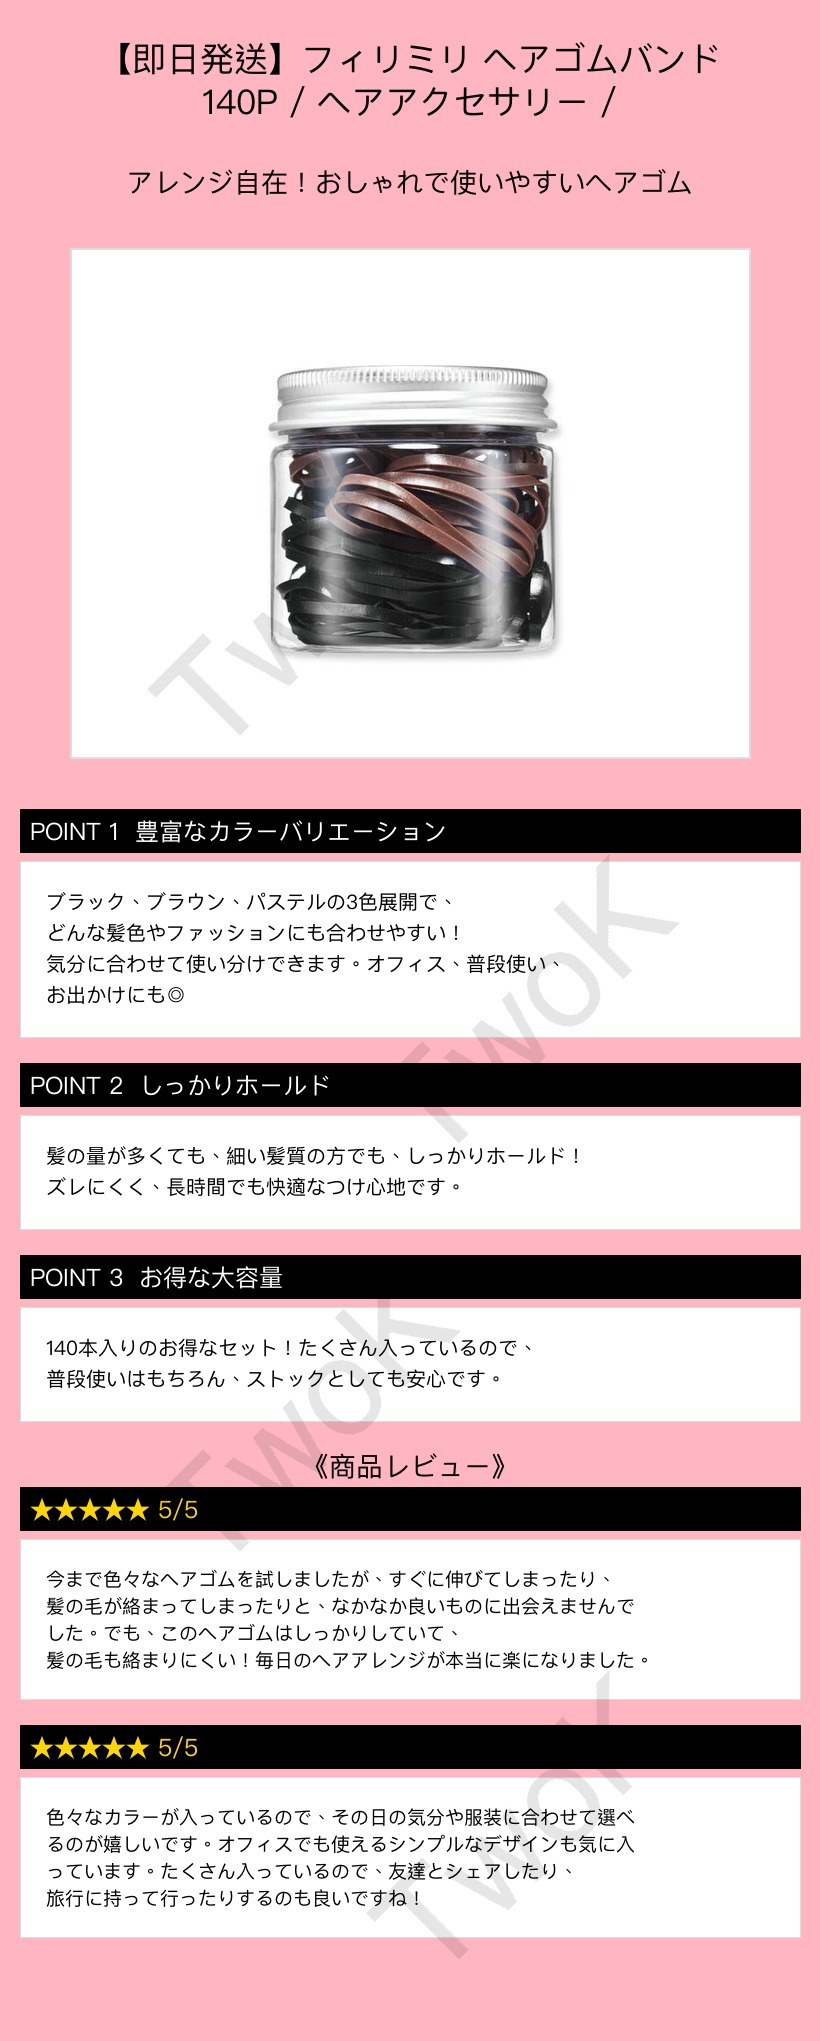 【即日発送】フィリミリ ヘアゴムバンド
140P / ヘアアクセサリー /
アレンジ自在！おしゃれで使いやすいヘアゴム
TwoK
POINT 1 豊富なカラーバリエーション
ブラック、ブラウン、パステルの3色展開で、
どんな髪色やファッションにも合わせやすい！
気分に合わせて使い分けできます。オフィス、普段使い、
お出かけにも◎
TwoK
POINT 2 しっかりホールド
髪の量が多くても、細い髪質の方でも、しっかりホールド！
ズレにくく、長時間でも快適なつけ心地です。
POINT 3 お得な大容量
140本入りのお得なセット！たくさん入っているので、
普段使いはもちろん、ストックとしても安心です。
TwoK
《商品レビュー》
★★★★★ 5/5
今まで色々なヘアゴムを試しましたが、すぐに伸びてしまったり、
髪の毛が絡まってしまったりと、なかなか良いものに出会えませんで
した。でも、このヘアゴムはしっかりしていて、
髪の毛も絡まりにくい！毎日のヘアアレンジが本当に楽になりました。
★★★★★ 5/5
色々なカラーが入っているので、その日の気分や服装に合わせて選べ
るのが嬉しいです。オフィスでも使えるシンプルなデザインも気に入
っています。たくさん入っているので、友達とシェアしたり、
旅行に持って行ったりするのも良いですね！
TwoK